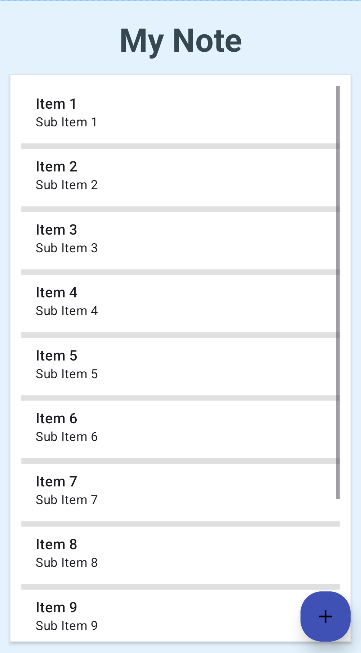 My Note
Item 1
Sub Item 1
Item 2
Sub Item 2
Item 3
Sub Item 3
Item 4
Sub Item 4
Item 5
Sub Item 5
Item 6
Sub Item 6
Item 7
Sub Item 7
Item 8
Sub Item 8
Item 9
Sub Item 9
+